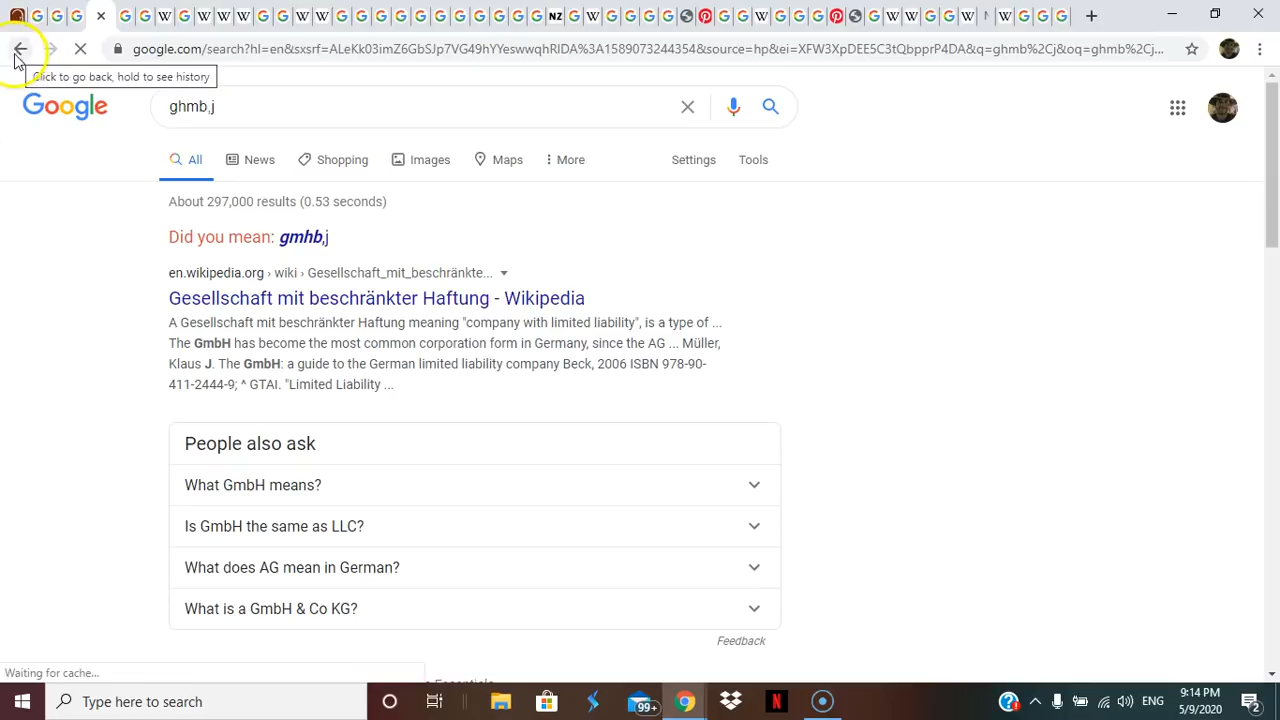 google.com/search?hl=en&sxsrf=ALeKk03imZ6GbSJp7VG43hYYeswwqhRIDA%3A1589073244354&source=hp&ei=XFW3XpDEE5C3tQbpprP4DA&q=ghmb%2Cj&oq=ghmb%2Cj...
Click to go back, hold to see history
Google
ghmb,j
All News Shopping Images Maps More Settings Tools
About 297,000 results (0.53 seconds)
Did you mean: gmhb,j
en.wikipedia.org › wiki › Gesellschaft_mit_beschränkte...
Gesellschaft mit beschränkter Haftung - Wikipedia
A Gesellschaft mit beschränkter Haftung meaning "company with limited liability", is a type of ...
The GmbH has become the most common corporation form in Germany, since the AG ... Müller,
Klaus J. The GmbH: a guide to the German limited liability company Beck, 2006 ISBN 978-90-
411-2444-9; ^ GTAI. "Limited Liability ...
People also ask
What GmbH means?
Is GmbH the same as LLC?
What does AG mean in German?
What is a GmbH & Co KG?
Feedback
Waiting for cache...
Type here to search
99+
ENG
9:14 PM
5/9/2020
2